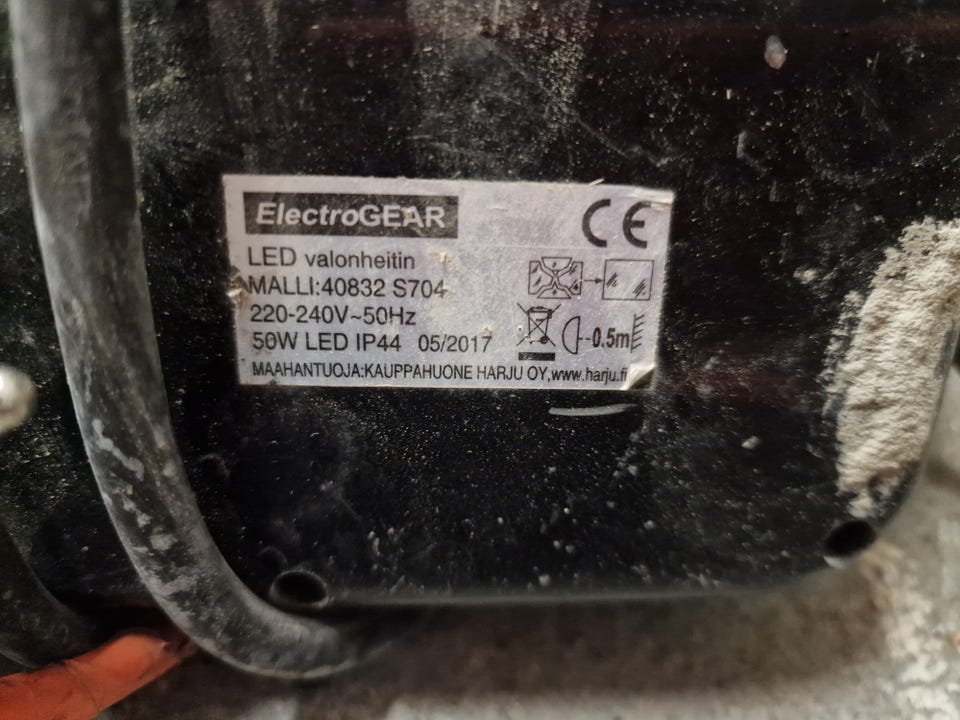 ElectroGEAR
CE
LED valonheitin
MALLI:40832 S704
220-240V~50Hz
50W LED IP44 05/2017
-0.5m
MAAHANTUOJA:KAUPPAHUONE HARJU OY,www.harju.fi